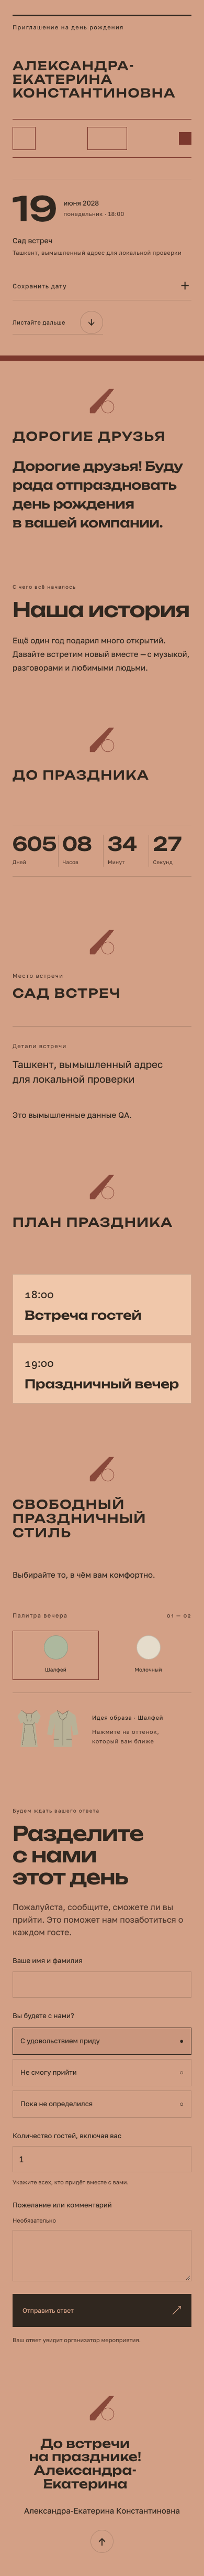 Приглашение на день рождения
АЛЕКСАНДРА-
ЕКАТЕРИНА
КОНСТАНТИНОВНА
19
июня 2028
понедельник · 18:00
Сад встреч
Ташкент, вымышленный адрес для локальной проверки
Сохранить дату
Листайте дальше
ДОРОГИЕ ДРУЗЬЯ
Дорогие друзья! Буду
рада отпраздновать
день рождения
в вашей компании.
С чего всё началось
Наша история
Ещё один год подарил много открытий.
Давайте встретим новый вместе — с музыкой,
разговорами и любимыми людьми.
ДО ПРАЗДНИКА
605 08 34 27
Дней Часов Минут Секунд
Место встречи
САД ВСТРЕЧ
Детали встречи
Ташкент, вымышленный адрес
для локальной проверки
Это вымышленные данные QA.
ПЛАН ПРАЗДНИКА
18:00
Встреча гостей
19:00
Праздничный вечер
СВОБОДНЫЙ
ПРАЗДНИЧНЫЙ
СТИЛЬ
Выбирайте то, в чём вам комфортно.
Палитра вечера 01 — 02
Шалфей Молочный
Идея образа · Шалфей
Нажмите на оттенок,
который вам ближе
Будем ждать вашего ответа
Разделите
с нами
этот день
Пожалуйста, сообщите, сможете ли вы
прийти. Это поможет нам позаботиться о
каждом госте.
Ваше имя и фамилия
Вы будете с нами?
С удовольствием приду
Не смогу прийти
Пока не определился
Количество гостей, включая вас
1
Укажите всех, кто придёт вместе с вами.
Пожелание или комментарий
Необязательно
Отправить ответ
Ваш ответ увидит организатор мероприятия.
До встречи
на празднике!
Александра-
Екатерина
Александра-Екатерина Константиновна